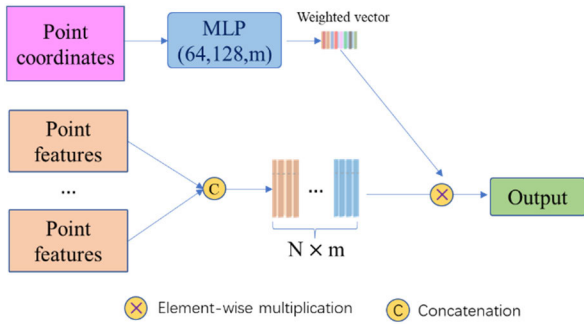 Point
coordinates
MLP
(64,128,m)
Weighted vector
Point
features
...
Point
features
C
...
N × m
×
Output
× Element-wise multiplication
C Concatenation